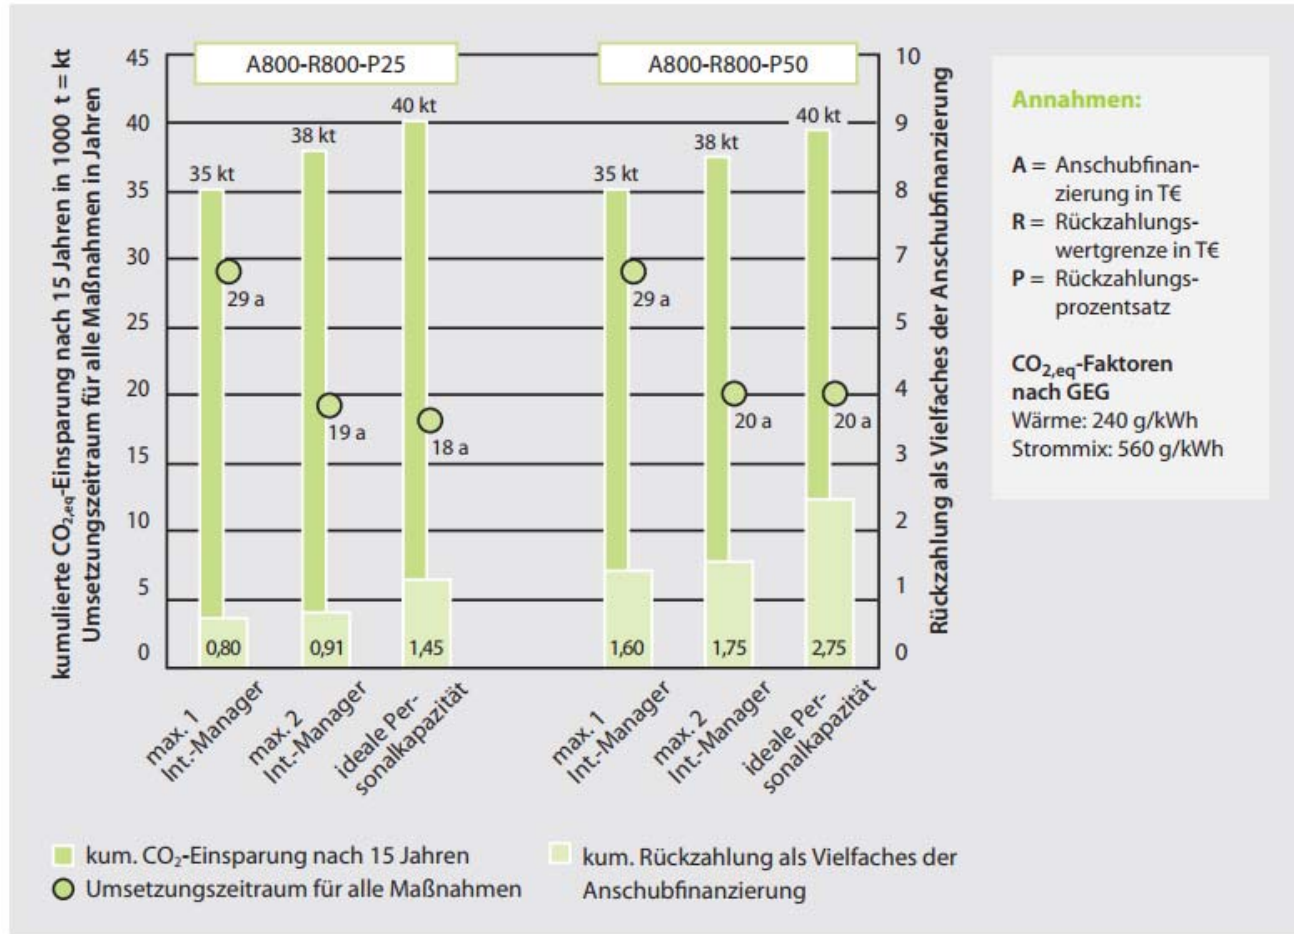 kumulierte CO₂,eq-Einsparung nach 15 Jahren in 1000 t = kt
Umsetzungszeitraum für alle Maßnahmen in Jahren
45
40
35
30
25
20
15
10
5
0
A800-R800-P25
35 kt
38 kt
40 kt
29 a
19 a
18 a
0,80
0,91
1,45
max. 1
Int.-Manager
max. 2
Int.-Manager
ideale Per-
sonalkapazität
A800-R800-P50
35 kt
38 kt
40 kt
29 a
20 a
20 a
1,60
1,75
2,75
max. 1
Int.-Manager
max. 2
Int.-Manager
ideale Per-
sonalkapazität
10
9
8
7
5
4
3
2
1
0
Rückzahlung als Vielfaches der Anschubfinanzierung
Annahmen:
A = Anschubfinan-
zierung in T€
R = Rückzahlungs-
wertgrenze in T€
P = Rückzahlungs-
prozentsatz
CO₂,eq-Faktoren
nach GEG
Wärme: 240 g/kWh
Strommix: 560 g/kWh
kum. CO₂-Einsparung nach 15 Jahren
Umsetzungszeitraum für alle Maßnahmen
kum. Rückzahlung als Vielfaches der
Anschubfinanzierung